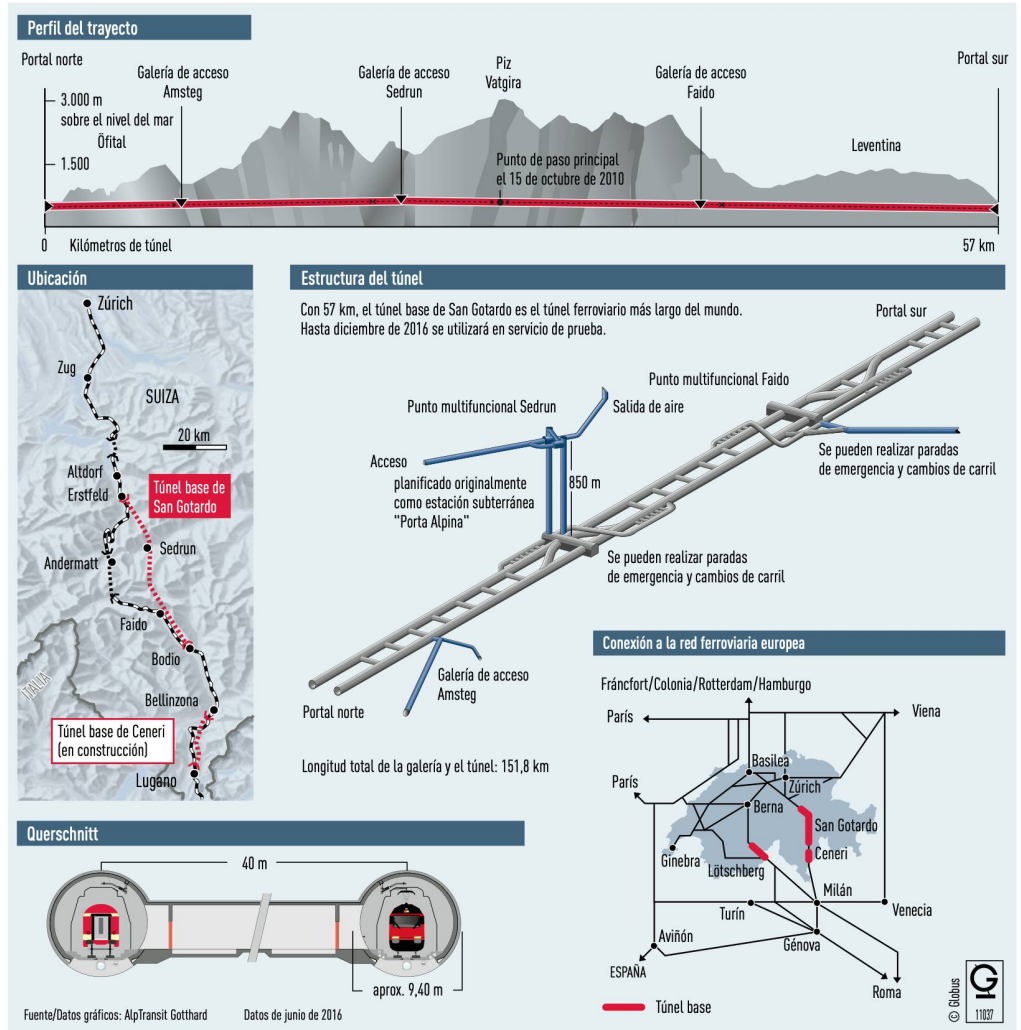 Perfil del trayecto
Portal norte
Galería de acceso
Amsteg
Galería de acceso
Sedrun
Piz
Vatgira
Galería de acceso
Faido
Portal sur
3.000 m
sobre el nivel del mar
Öfital
1.500
Punto de paso principal
el 15 de octubre de 2010
Leventina
0
Kilómetros de túnel
57 km
Ubicación
Zúrich
Zug
SUIZA
20 km
Altdorf
Erstfeld
Túnel base de
San Gotardo
Sedrun
Andermatt
Faido
Bodio
ITALIA
Bellinzona
Túnel base de Ceneri
(en construcción)
Lugano
Estructura del túnel
Con 57 km, el túnel base de San Gotardo es el túnel ferroviario más largo del mundo.
Hasta diciembre de 2016 se utilizará en servicio de prueba.
Portal sur
Punto multifuncional Faido
Punto multifuncional Sedrun
Salida de aire
Se pueden realizar paradas
de emergencia y cambios de carril
Acceso
planificado originalmente
como estación subterránea
"Porta Alpina"
850 m
Se pueden realizar paradas
de emergencia y cambios de carril
Galería de acceso
Amsteg
Portal norte
Longitud total de la galería y el túnel: 151,8 km
Conexión a la red ferroviaria europea
Fráncfort/Colonia/Rotterdam/Hamburgo
París
Viena
Basilea
París
Zúrich
Berna
San Gotardo
Ginebra
Lötschberg
Ceneri
Milán
Turín
Venecia
Aviñón
Génova
ESPAÑA
Roma
Túnel base
Querschnitt
40 m
aprox. 9,40 m
Fuente/Datos gráficos: AlpTransit Gotthard
Datos de junio de 2016
© Globus
G
11037